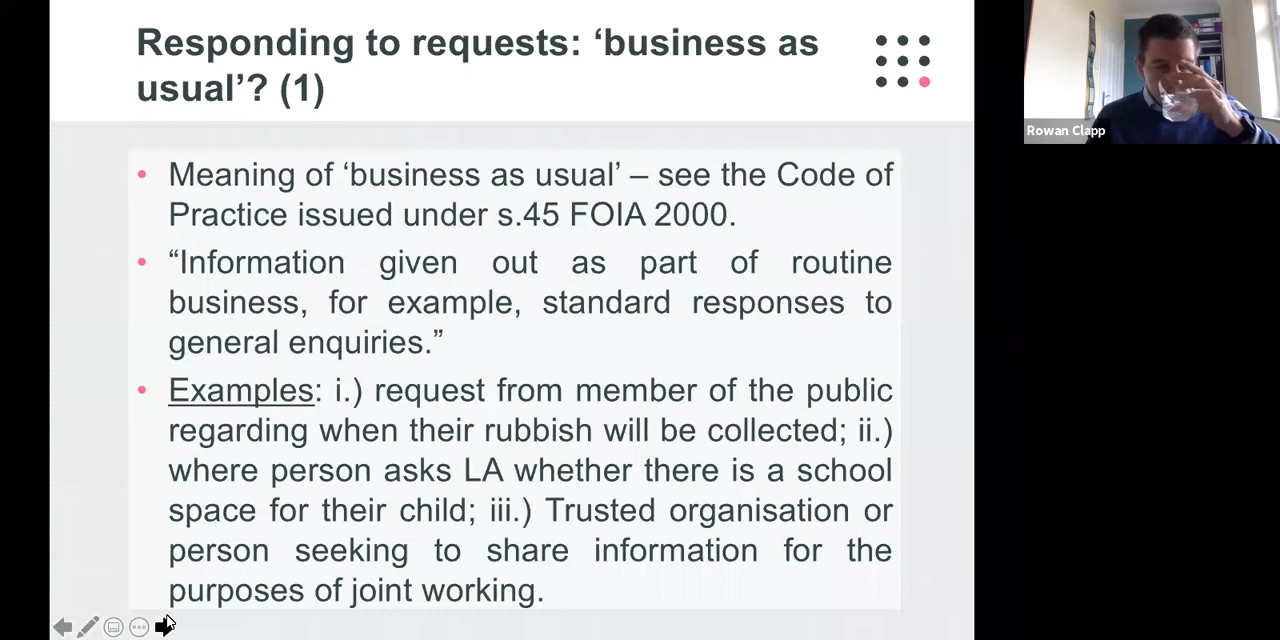 Responding to requests: ‘business as
usual’? (1)
Rowan Clapp
• Meaning of ‘business as usual’ – see the Code of
Practice issued under s.45 FOIA 2000.
• “Information given out as part of routine
business, for example, standard responses to
general enquiries.”
• Examples: i.) request from member of the public
regarding when their rubbish will be collected; ii.)
where person asks LA whether there is a school
space for their child; iii.) Trusted organisation or
person seeking to share information for the
purposes of joint working.